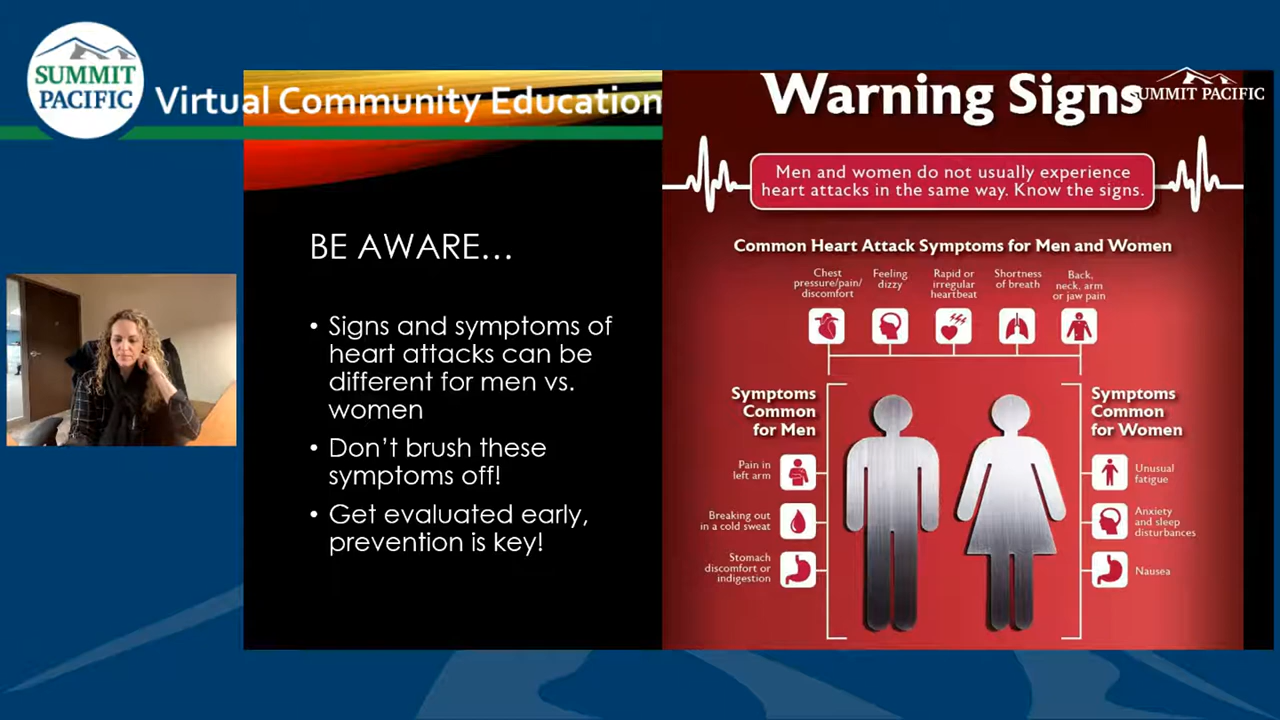 SUMMIT
PACIFIC
Virtual Community Education
BE AWARE…
• Signs and symptoms of
heart attacks can be
different for men vs.
women
• Don’t brush these
symptoms off!
• Get evaluated early,
prevention is key!
Warning Signs
SUMMIT PACIFIC
Men and women do not usually experience
heart attacks in the same way. Know the signs.
Common Heart Attack Symptoms for Men and Women
Chest
pressure/pain/
discomfort
Feeling
dizzy
Rapid or
irregular
heartbeat
Shortness
of breath
Back,
neck, arm
or jaw pain
Symptoms
Common
for Men
Pain in
left arm
Breaking out
in a cold sweat
Stomach
discomfort or
indigestion
Symptoms
Common
for Women
Unusual
fatigue
Anxiety
and sleep
disturbances
Nausea